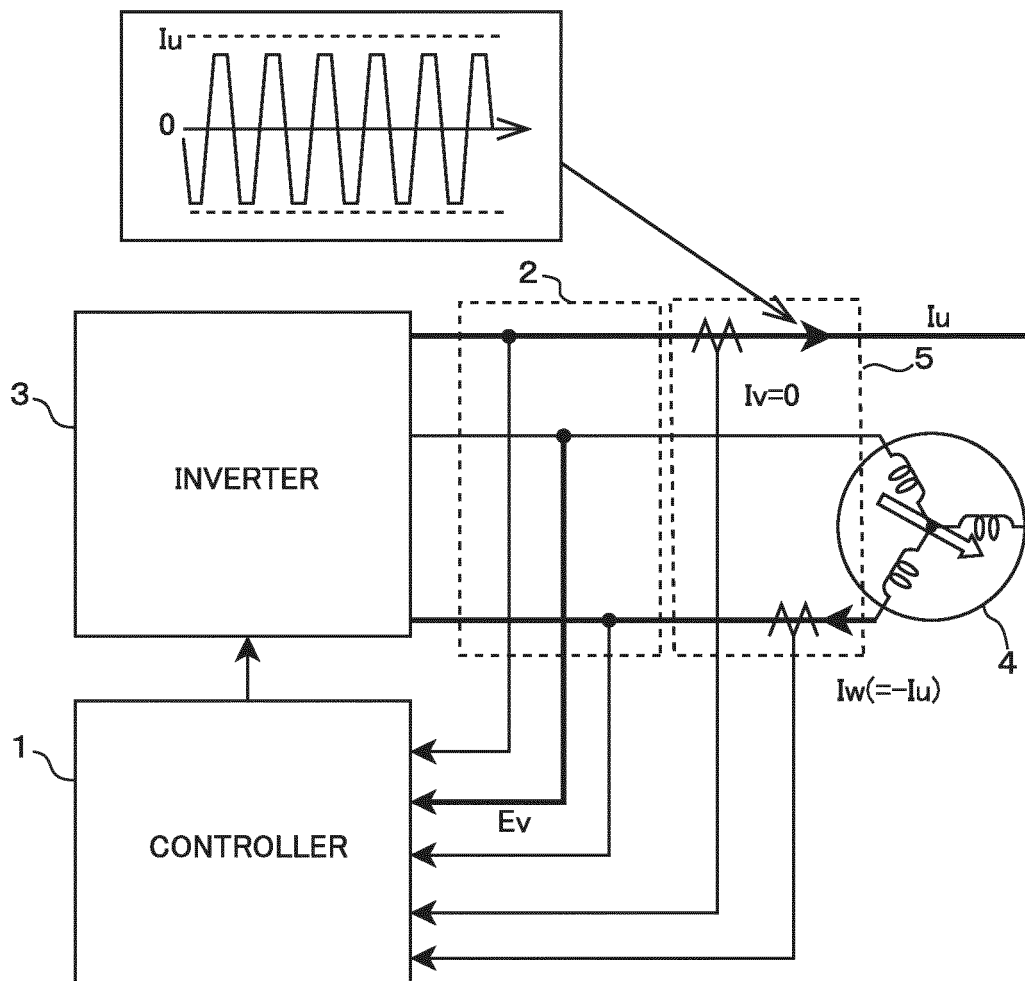 Iu
0
2
Iu
5
Iv=0
3
INVERTER
4
Iw(=-Iu)
1
Ev
CONTROLLER